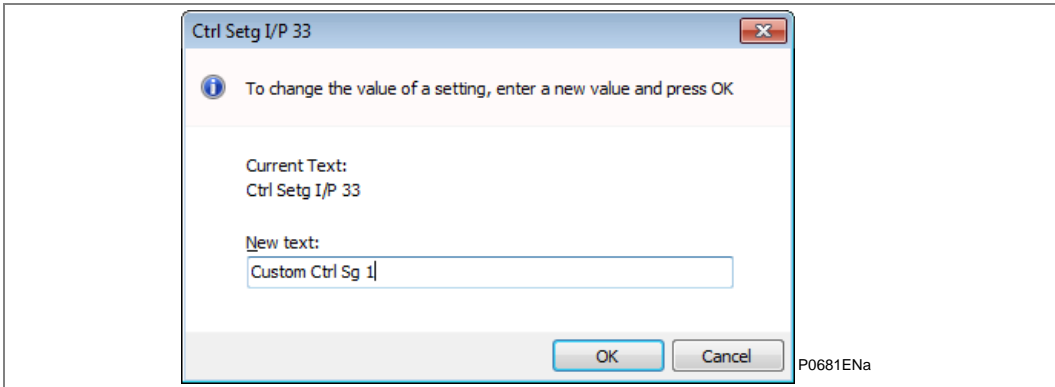 Ctrl Setg I/P 33
To change the value of a setting, enter a new value and press OK
Current Text:
Ctrl Setg I/P 33
New text:
Custom Ctrl Sg 1
OK Cancel
P0681ENa